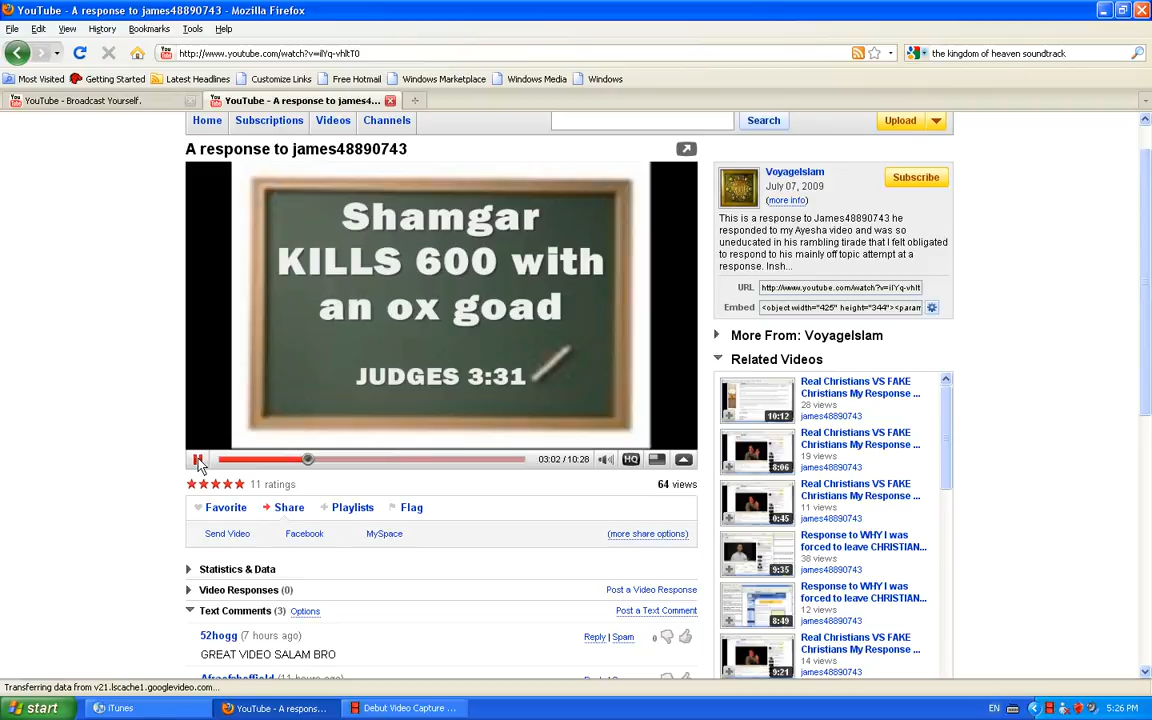 YouTube - A response to james48890743 - Mozilla Firefox
File Edit View History Bookmarks Tools Help
http://www.youtube.com/watch?v=iIYq-vhltT0
the kingdom of heaven soundtrack
Most Visited Getting Started Latest Headlines Customize Links Free Hotmail Windows Marketplace Windows Media Windows
YouTube - Broadcast Yourself.
YouTube - A response to james4...
Home Subscriptions Videos Channels Search Upload
A response to james48890743
Shamgar
KILLS 600 with
an ox goad
JUDGES 3:31
03:02 / 10:28 HQ
11 ratings
64 views
Favorite Share Playlists Flag
Send Video Facebook MySpace (more share options)
Statistics & Data
Video Responses (0) Post a Video Response
Text Comments (3) Options Post a Text Comment
52hogg (7 hours ago) Reply | Spam 0
GREAT VIDEO SALAM BRO
VoyageIslam
July 07, 2009
(more info)
Subscribe
This is a response to James48890743 he
responded to my Ayesha video and was so
uneducated in his rambling tirade that I felt obligated
to respond to his mainly off topic attempt at a
response. Insh...
URL http://www.youtube.com/watch?v=iIYq-vhlt
Embed <object width="425" height="344"><param
More From: VoyageIslam
Related Videos
Real Christians VS FAKE
Christians My Response ...
28 views
james48890743
10:12
Real Christians VS FAKE
Christians My Response ...
19 views
james48890743
8:06
Real Christians VS FAKE
Christians My Response ...
11 views
james48890743
0:45
Response to WHY I was
forced to leave CHRISTIAN...
38 views
james48890743
9:35
Response to WHY I was
forced to leave CHRISTIAN...
12 views
james48890743
8:49
Real Christians VS FAKE
Christians My Response ...
14 views
james48890743
9:21
Transferring data from v21.lscache1.googlevideo.com...
start iTunes YouTube - A respons... Debut Video Capture ... EN 5:26 PM